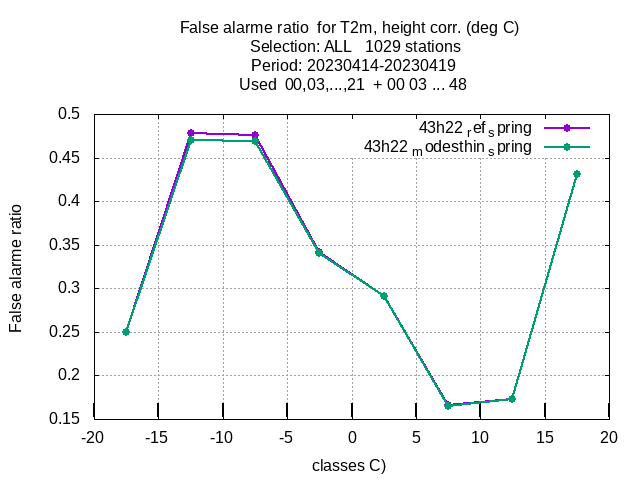 False alarme ratio  for T2m, height corr. (deg C)
Selection: ALL   1029 stations
Period: 20230414-20230419
Used  00,03,...,21  + 00 03 ... 48
43h22 ref spring
43h22 modesthin spring
0.5
0.45
0.4
0.35
0.3
0.25
0.2
0.15
False alarme ratio
-20 -15 -10 -5 0 5 10 15 20
classes C)